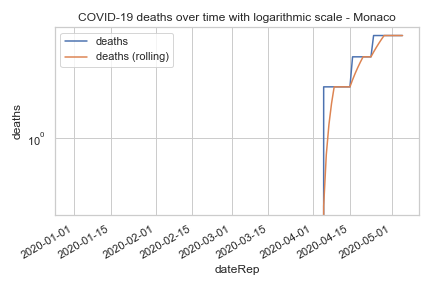 COVID-19 deaths over time with logarithmic scale - Monaco
deaths
deaths (rolling)
deaths
10⁰
2020-01-01
2020-01-15
2020-02-01
2020-02-15
2020-03-01
2020-03-15
2020-04-01
2020-04-15
2020-05-01
dateRep